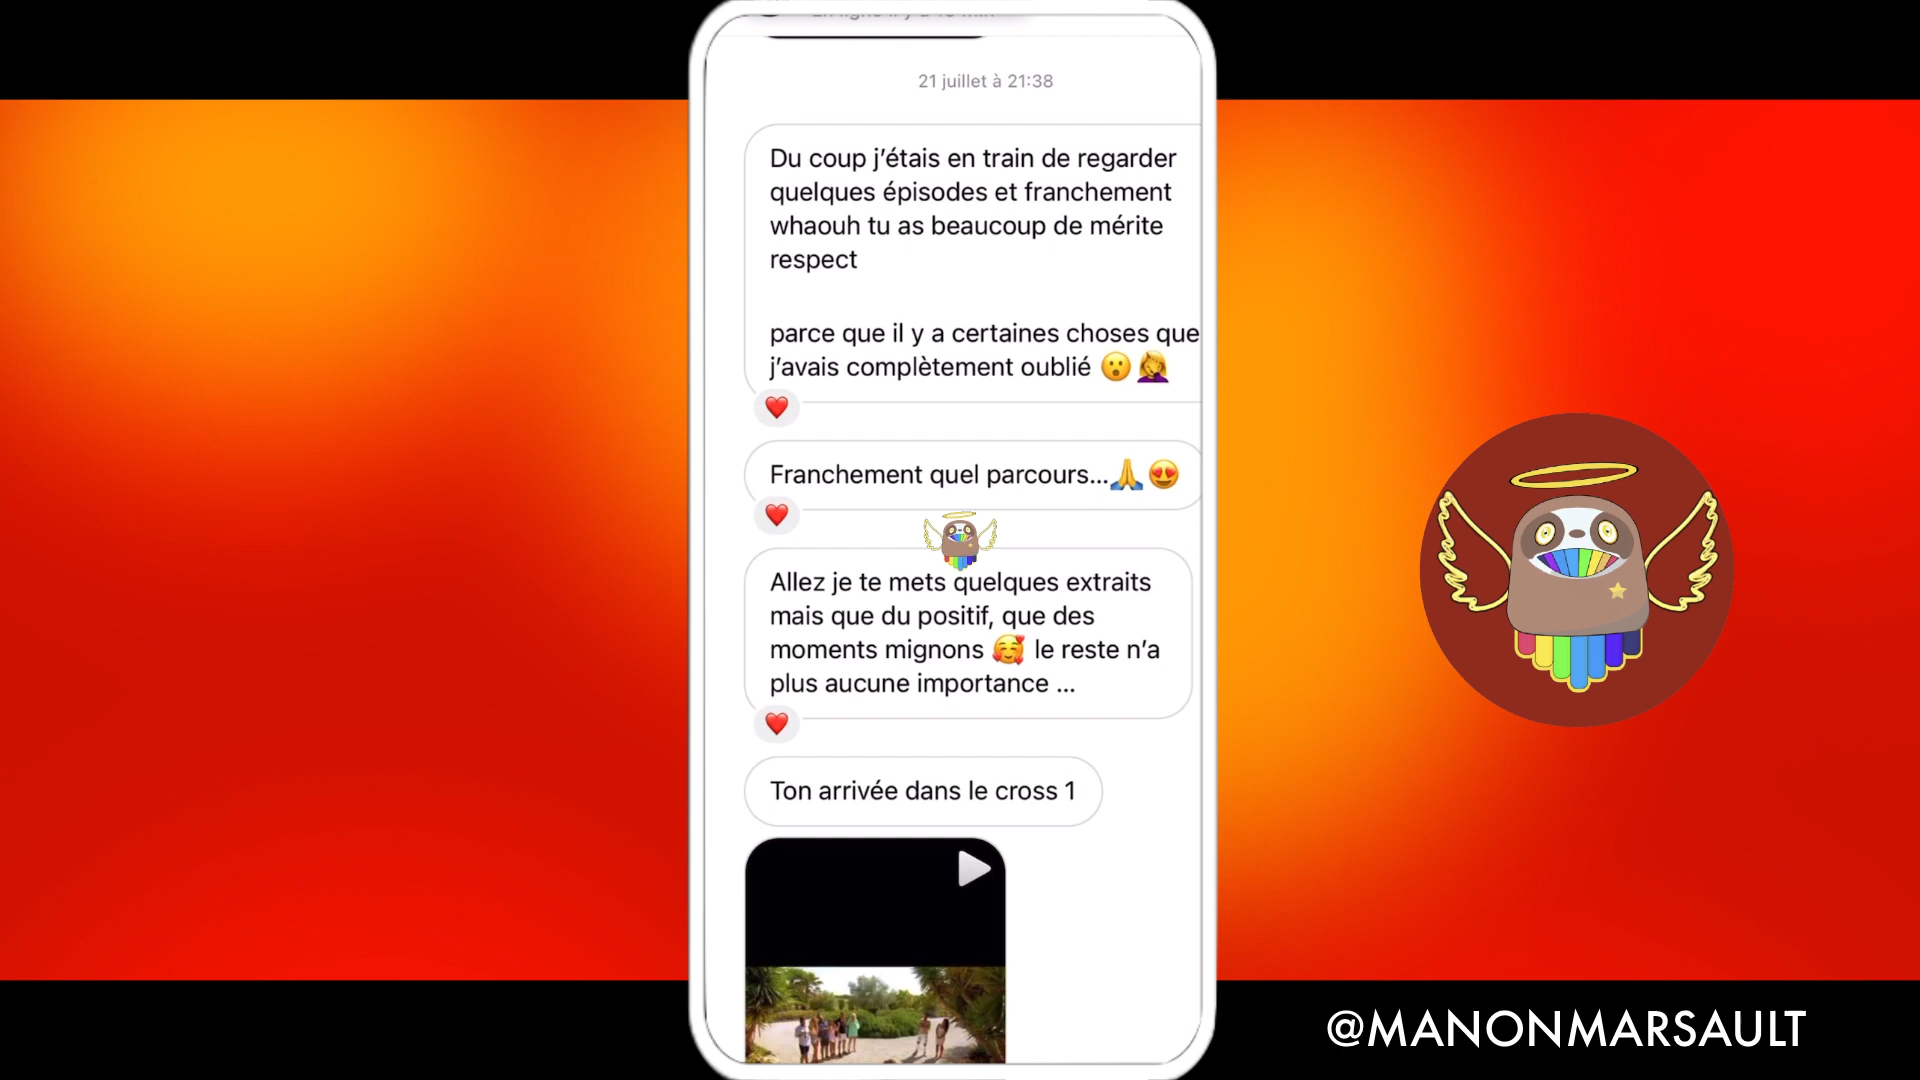 21 juillet à 21:38
Du coup j’étais en train de regarder
quelques épisodes et franchement
whaouh tu as beaucoup de mérite
respect
parce que il y a certaines choses que
j’avais complètement oublié 😮🤦‍♀️
Franchement quel parcours...🙏😍
Allez je te mets quelques extraits
mais que du positif, que des
moments mignons 🥰 le reste n’a
plus aucune importance ...
Ton arrivée dans le cross 1
@MANONMARSAULT